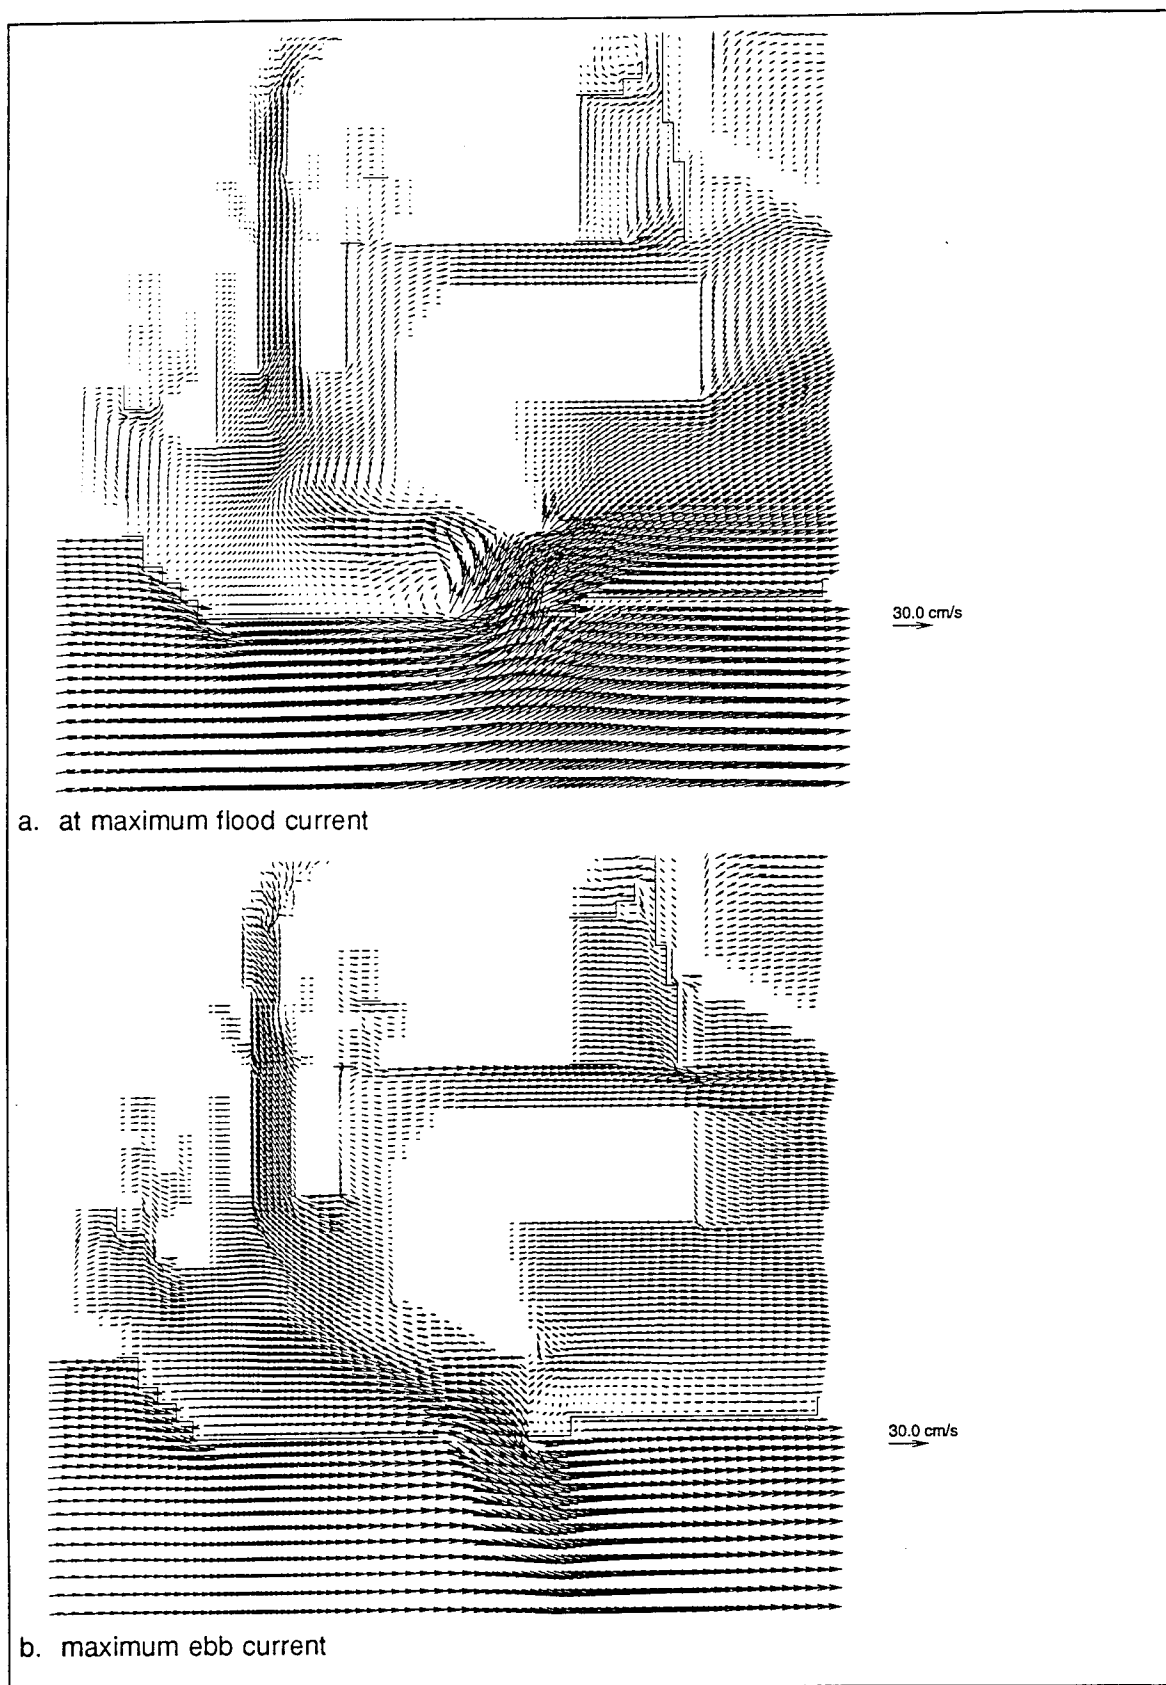 30.0 cm/s
a. at maximum flood current
30.0 cm/s
b. maximum ebb current